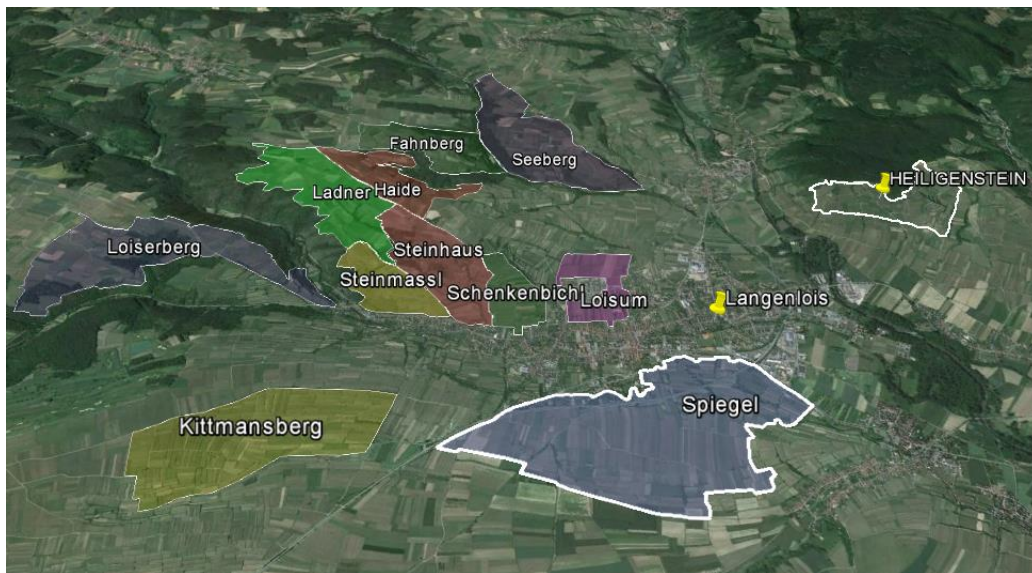 Fahnberg
Seeberg
HEILIGENSTEIN
Ladner
Haide
Loiserberg
Steinhaus
Steinmassl
Schenkenbichl
Loisum
Langenlois
Spiegel
Kittmansberg